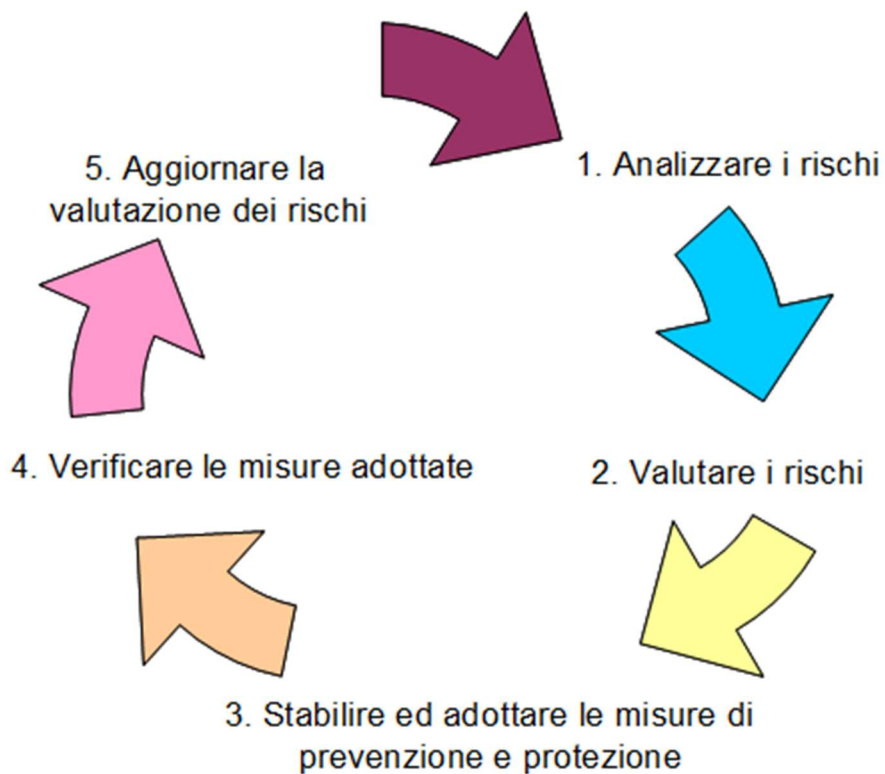 1. Analizzare i rischi
2. Valutare i rischi
3. Stabilire ed adottare le misure di
prevenzione e protezione
4. Verificare le misure adottate
5. Aggiornare la
valutazione dei rischi